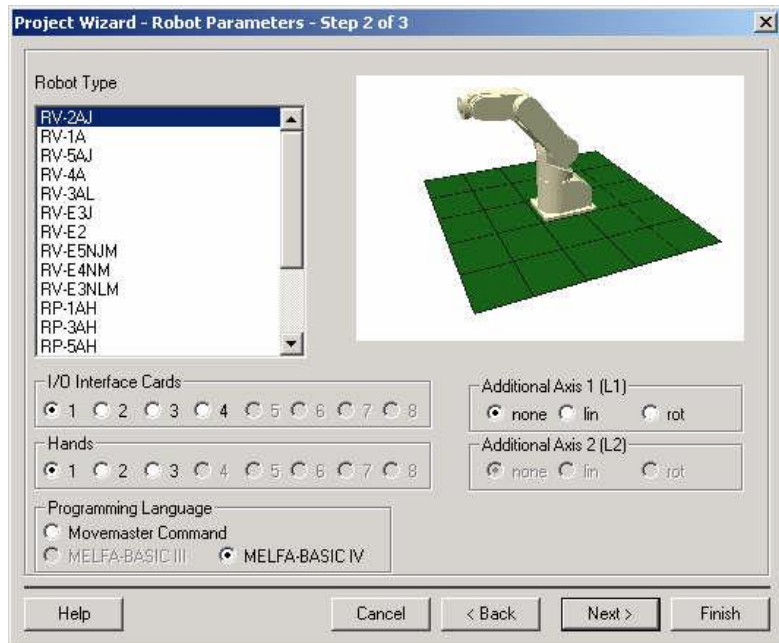 Project Wizard - Robot Parameters - Step 2 of 3
Robot Type
RV-2AJ
RV-1A
RV-5AJ
RV-4A
RV-3AL
RV-E3J
RV-E2
RV-E5NJM
RV-E4NM
RV-E3NLM
RP-1AH
RP-3AH
RP-5AH
I/O Interface Cards
1 2 3 4 5 6 7 8
Additional Axis 1 (L1)
none lin rot
Hands
1 2 3 4 5 6 7 8
Additional Axis 2 (L2)
none lin rot
Programming Language
Movemaster Command
MELFA-BASIC III MELFA-BASIC IV
Help Cancel < Back Next > Finish